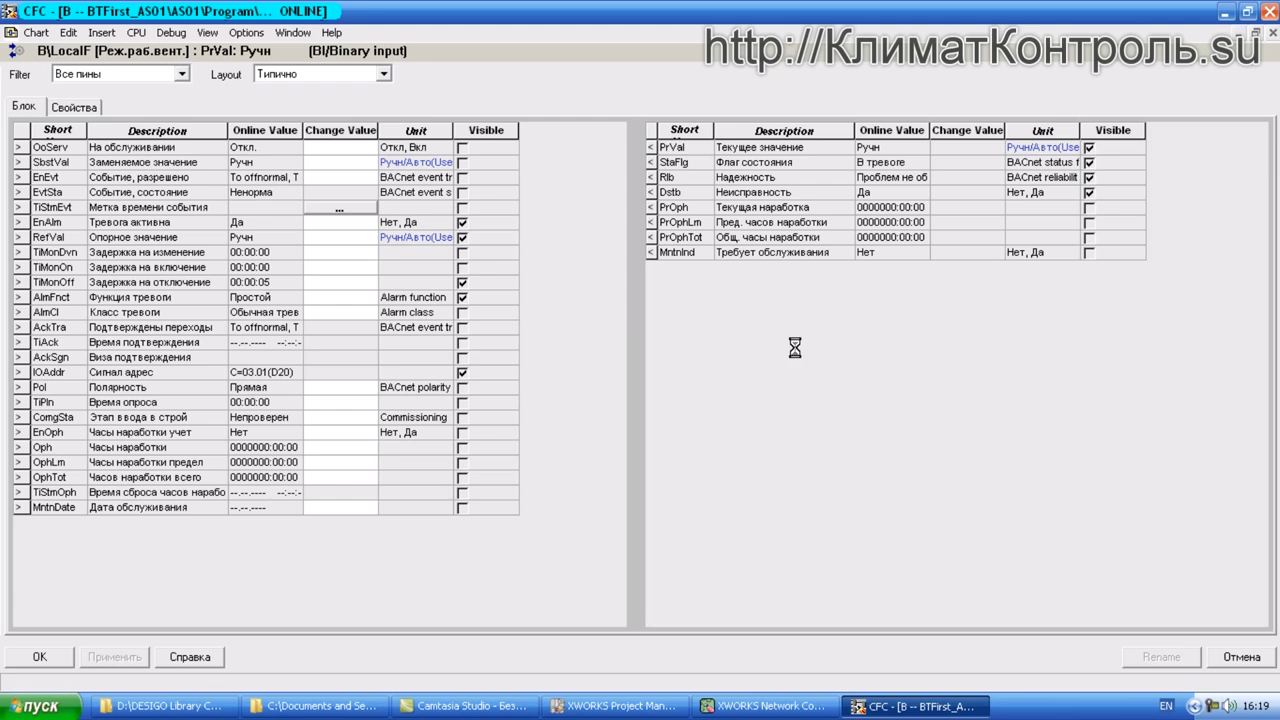 CFC - [B -- BTFirst_AS01\AS01\Program\... ONLINE]
Chart Edit Insert CPU Debug View Options Window Help
http://КлиматКонтроль.su
B\LocalF [Реж.раб.вент.] : PrVal: Ручн (BI/Binary input)
Filter Все пины Layout Типично
Блок Свойства
Short Description Online Value Change Value Unit Visible
> OoServ На обслуживании Откл. Откл, Вкл
> SbstVal Заменяемое значение Ручн Ручн/Авто(Use
> EnEvt Событие, разрешено To offnormal, T BACnet event tr
> EvtSta Событие, состояние Ненорма BACnet event s
> TiStmEvt Метка времени события ...
> EnAlm Тревога активна Да Нет, Да
> RefVal Опорное значение Ручн Ручн/Авто(Use
> TiMonDvn Задержка на изменение 00:00:00
> TiMonOn Задержка на включение 00:00:00
> TiMonOff Задержка на отключение 00:00:05
> AlmFnct Функция тревоги Простой Alarm function
> AlmCl Класс тревоги Обычная трев Alarm class
> AckTra Подтверждены переходы To offnormal, T BACnet event tr
> TiAck Время подтверждения --.--.---- --:--:-
> AckSgn Виза подтверждения
> IOAddr Сигнал адрес C=03.01(D20)
> Pol Полярность Прямая BACnet polarity
> TiPln Время опроса 00:00:00
> ComgSta Этап ввода в строй Непроверен Commissioning
> EnOph Часы наработки учет Нет Нет, Да
> Oph Часы наработки 0000000:00:00
> OphLm Часы наработки предел 0000000:00:00
> OphTot Часов наработки всего 0000000:00:00
> TiStmOph Время сброса часов нарабо --.--.---- --:--:-
> MntnDate Дата обслуживания --.--.----
Short Description Online Value Change Value Unit Visible
< PrVal Текущее значение Ручн Ручн/Авто(Use
< StaFlg Флаг состояния В тревоге BACnet status f
< Rlb Надежность Проблем не об BACnet reliabilit
< Dstb Неисправность Да Нет, Да
< PrOph Текущая наработка 0000000:00:00
< PrOphLm Пред. часов наработки 0000000:00:00
< PrOphTot Общ. часы наработки 0000000:00:00
< MntnInd Требует обслуживания Нет Нет, Да
OK Применить Справка Rename Отмена
пуск D:\DESIGO Library C... C:\Documents and Se... Camtasia Studio - Без... XWORKS Project Man... XWORKS Network Co... CFC - [B -- BTFirst_A... EN 16:19